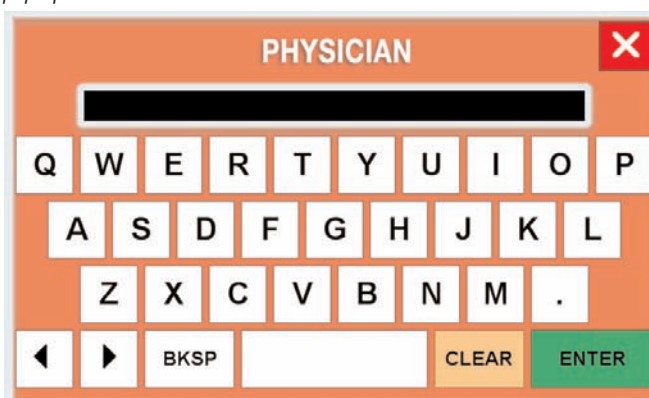 PHYSICIAN
Q W E R T Y U I O P
A S D F G H J K L
Z X C V B N M .
BKSP CLEAR ENTER